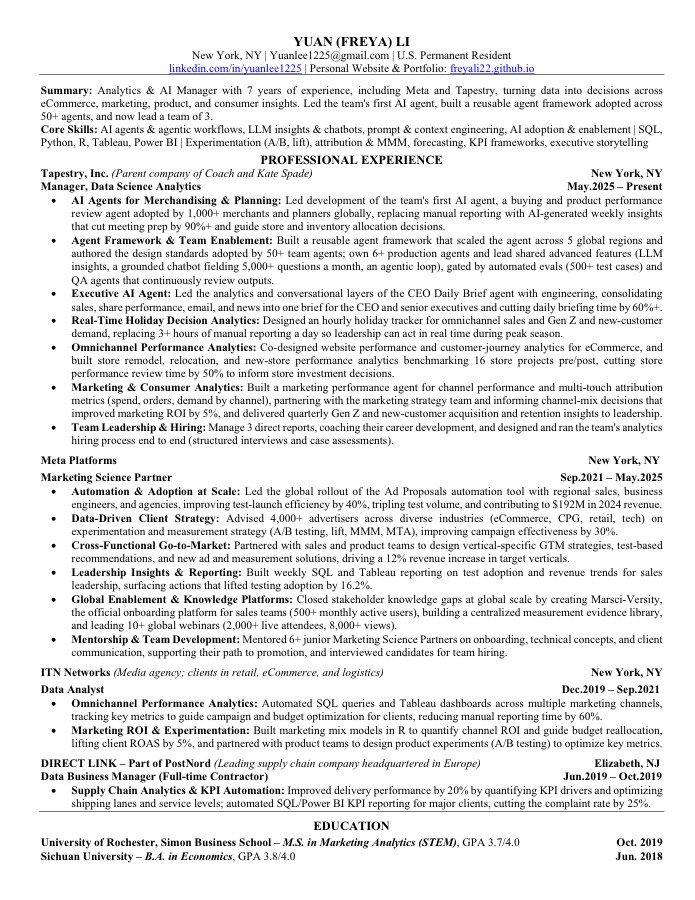 YUAN (FREYA) LI
New York, NY | Yuanlee1225@gmail.com | U.S. Permanent Resident
linkedin.com/in/yuanlee1225 | Personal Website & Portfolio: freyali22.github.io
Summary: Analytics & AI Manager with 7 years of experience, including Meta and Tapestry, turning data into decisions across
eCommerce, marketing, product, and consumer insights. Led the team's first AI agent, built a reusable agent framework adopted across
50+ agents, and now lead a team of 3.
Core Skills: AI agents & agentic workflows, LLM insights & chatbots, prompt & context engineering, AI adoption & enablement | SQL,
Python, R, Tableau, Power BI | Experimentation (A/B, lift), attribution & MMM, forecasting, KPI frameworks, executive storytelling
PROFESSIONAL EXPERIENCE
Tapestry, Inc. (Parent company of Coach and Kate Spade) New York, NY
Manager, Data Science Analytics May.2025 – Present
• AI Agents for Merchandising & Planning: Led development of the team's first AI agent, a buying and product performance
review agent adopted by 1,000+ merchants and planners globally, replacing manual reporting with AI-generated weekly insights
that cut meeting prep by 90%+ and guide store and inventory allocation decisions.
• Agent Framework & Team Enablement: Built a reusable agent framework that scaled the agent across 5 global regions and
authored the design standards adopted by 50+ team agents; own 6+ production agents and lead shared advanced features (LLM
insights, a grounded chatbot fielding 5,000+ questions a month, an agentic loop), gated by automated evals (500+ test cases) and
QA agents that continuously review outputs.
• Executive AI Agent: Led the analytics and conversational layers of the CEO Daily Brief agent with engineering, consolidating
sales, share performance, email, and news into one brief for the CEO and senior executives and cutting daily briefing time by 60%+.
• Real-Time Holiday Decision Analytics: Designed an hourly holiday tracker for omnichannel sales and Gen Z and new-customer
demand, replacing 3+ hours of manual reporting a day so leadership can act in real time during peak season.
• Omnichannel Performance Analytics: Co-designed website performance and customer-journey analytics for eCommerce, and
built store remodel, relocation, and new-store performance analytics benchmarking 16 store projects pre/post, cutting store
performance review time by 50% to inform store investment decisions.
• Marketing & Consumer Analytics: Built a marketing performance agent for channel performance and multi-touch attribution
metrics (spend, orders, demand by channel), partnering with the marketing strategy team and informing channel-mix decisions that
improved marketing ROI by 5%, and delivered quarterly Gen Z and new-customer acquisition and retention insights to leadership.
• Team Leadership & Hiring: Manage 3 direct reports, coaching their career development, and designed and ran the team's analytics
hiring process end to end (structured interviews and case assessments).
Meta Platforms New York, NY
Marketing Science Partner Sep.2021 – May.2025
• Automation & Adoption at Scale: Led the global rollout of the Ad Proposals automation tool with regional sales, business
engineers, and agencies, improving test-launch efficiency by 40%, tripling test volume, and contributing to $192M in 2024 revenue.
• Data-Driven Client Strategy: Advised 4,000+ advertisers across diverse industries (eCommerce, CPG, retail, tech) on
experimentation and measurement strategy (A/B testing, lift, MMM, MTA), improving campaign effectiveness by 30%.
• Cross-Functional Go-to-Market: Partnered with sales and product teams to design vertical-specific GTM strategies, test-based
recommendations, and new ad and measurement solutions, driving a 12% revenue increase in target verticals.
• Leadership Insights & Reporting: Built weekly SQL and Tableau reporting on test adoption and revenue trends for sales
leadership, surfacing actions that lifted testing adoption by 16.2%.
• Global Enablement & Knowledge Platforms: Closed stakeholder knowledge gaps at global scale by creating Marsci-Versity,
the official onboarding platform for sales teams (500+ monthly active users), building a centralized measurement evidence library,
and leading 10+ global webinars (2,000+ live attendees, 8,000+ views).
• Mentorship & Team Development: Mentored 6+ junior Marketing Science Partners on onboarding, technical concepts, and client
communication, supporting their path to promotion, and interviewed candidates for team hiring.
ITN Networks (Media agency; clients in retail, eCommerce, and logistics) New York, NY
Data Analyst Dec.2019 – Sep.2021
• Omnichannel Performance Analytics: Automated SQL queries and Tableau dashboards across multiple marketing channels,
tracking key metrics to guide campaign and budget optimization for clients, reducing manual reporting time by 60%.
• Marketing ROI & Experimentation: Built marketing mix models in R to quantify channel ROI and guide budget reallocation,
lifting client ROAS by 5%, and partnered with product teams to design product experiments (A/B testing) to optimize key metrics.
DIRECT LINK – Part of PostNord (Leading supply chain company headquartered in Europe) Elizabeth, NJ
Data Business Manager (Full-time Contractor) Jun.2019 – Oct.2019
• Supply Chain Analytics & KPI Automation: Improved delivery performance by 20% by quantifying KPI drivers and optimizing
shipping lanes and service levels; automated SQL/Power BI KPI reporting for major clients, cutting the complaint rate by 25%.
EDUCATION
University of Rochester, Simon Business School – M.S. in Marketing Analytics (STEM), GPA 3.7/4.0 Oct. 2019
Sichuan University – B.A. in Economics, GPA 3.8/4.0 Jun. 2018